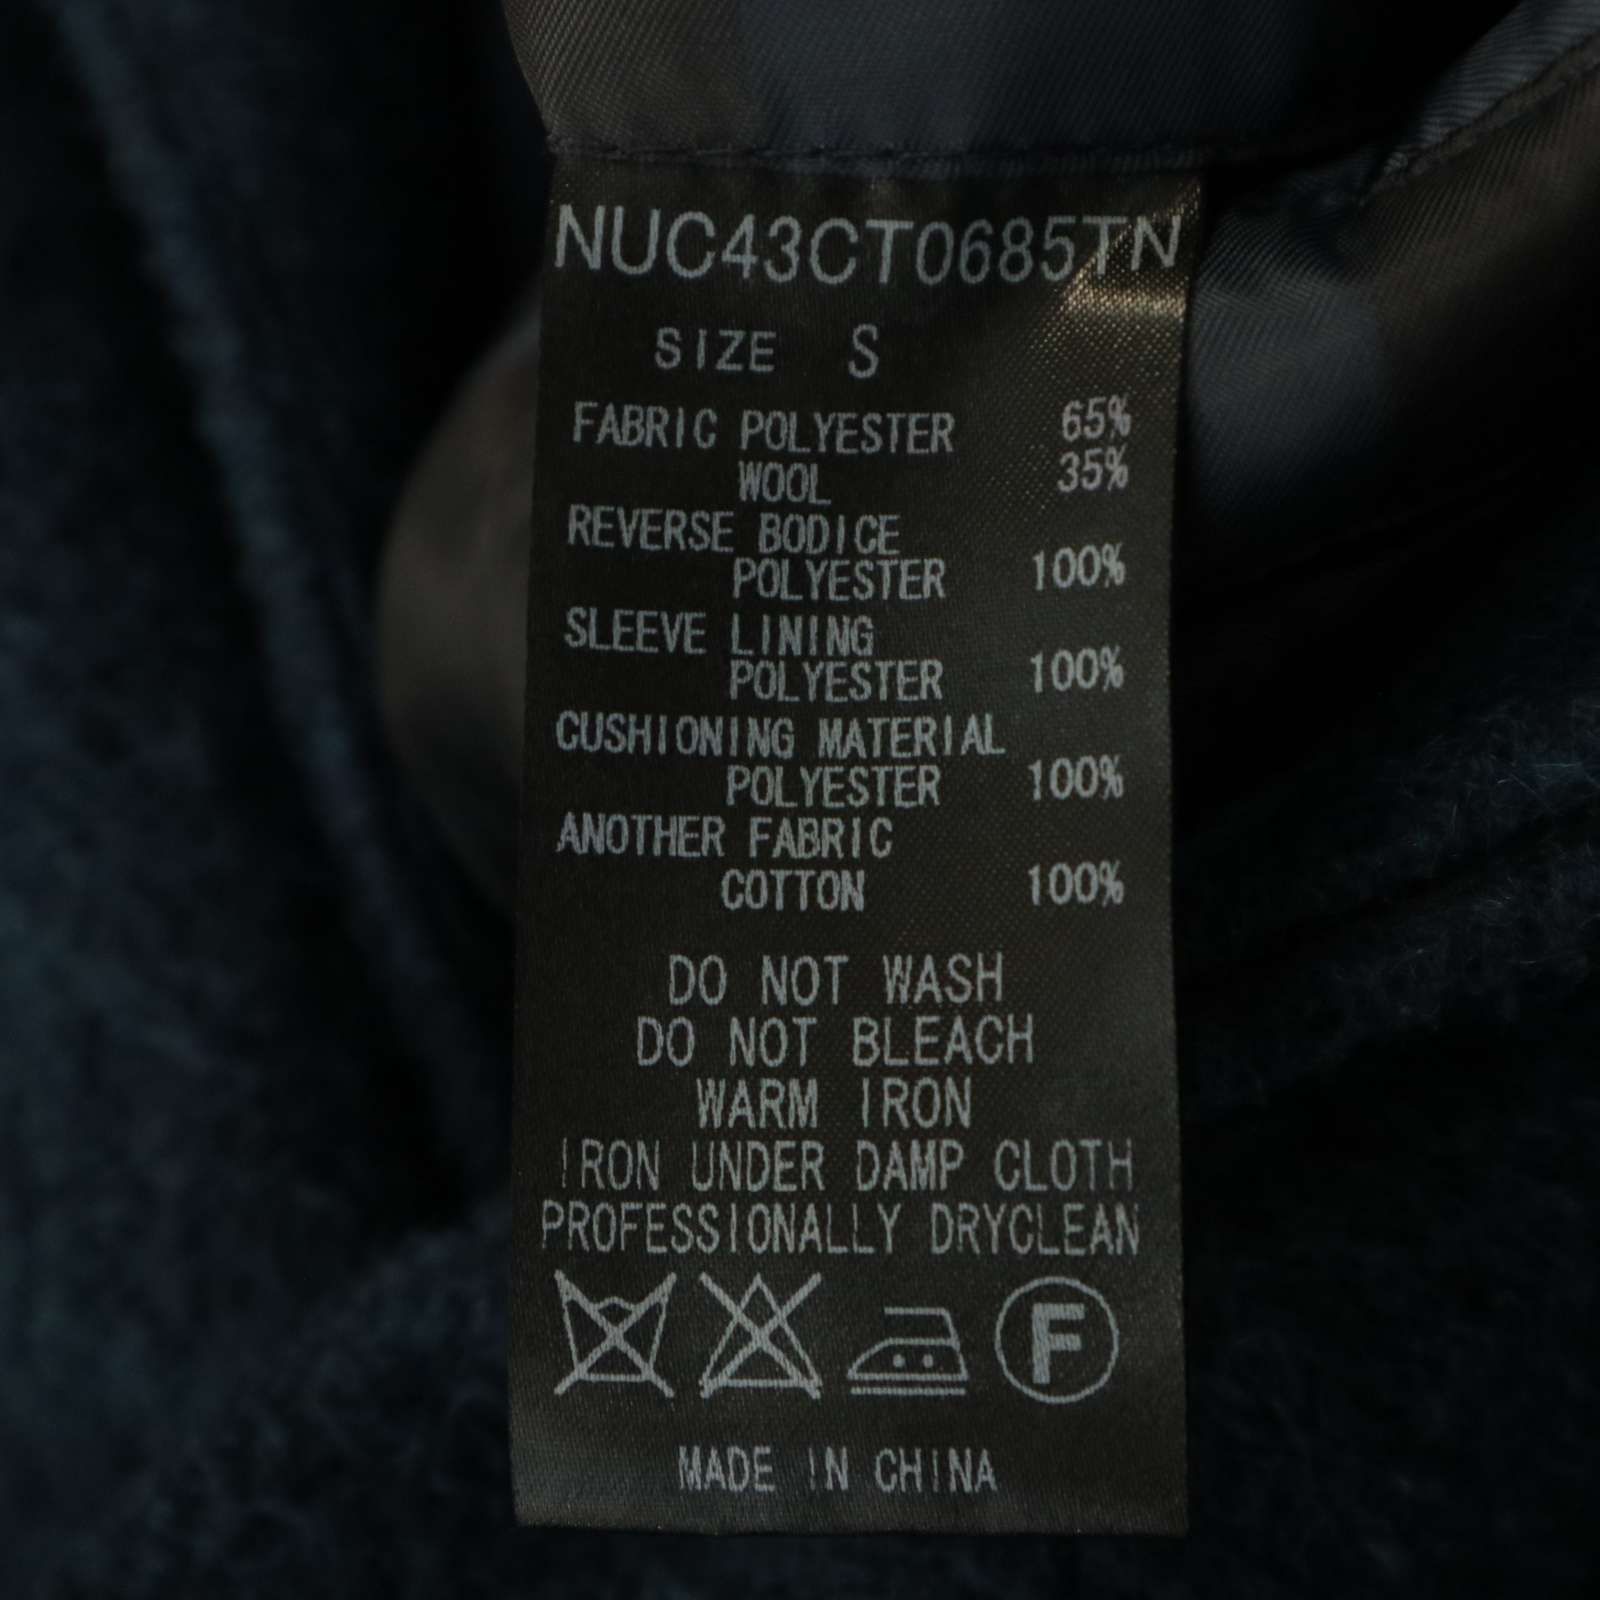 NUC43CT0685TN
SIZE S
FABRIC POLYESTER 65%
WOOL 35%
REVERSE BODICE
POLYESTER 100%
SLEEVE LINING
POLYESTER 100%
CUSHIONING MATERIAL
POLYESTER 100%
ANOTHER FABRIC
COTTON 100%
DO NOT WASH
DO NOT BLEACH
WARM IRON
IRON UNDER DAMP CLOTH
PROFESSIONALLY DRYCLEAN
F
MADE IN CHINA